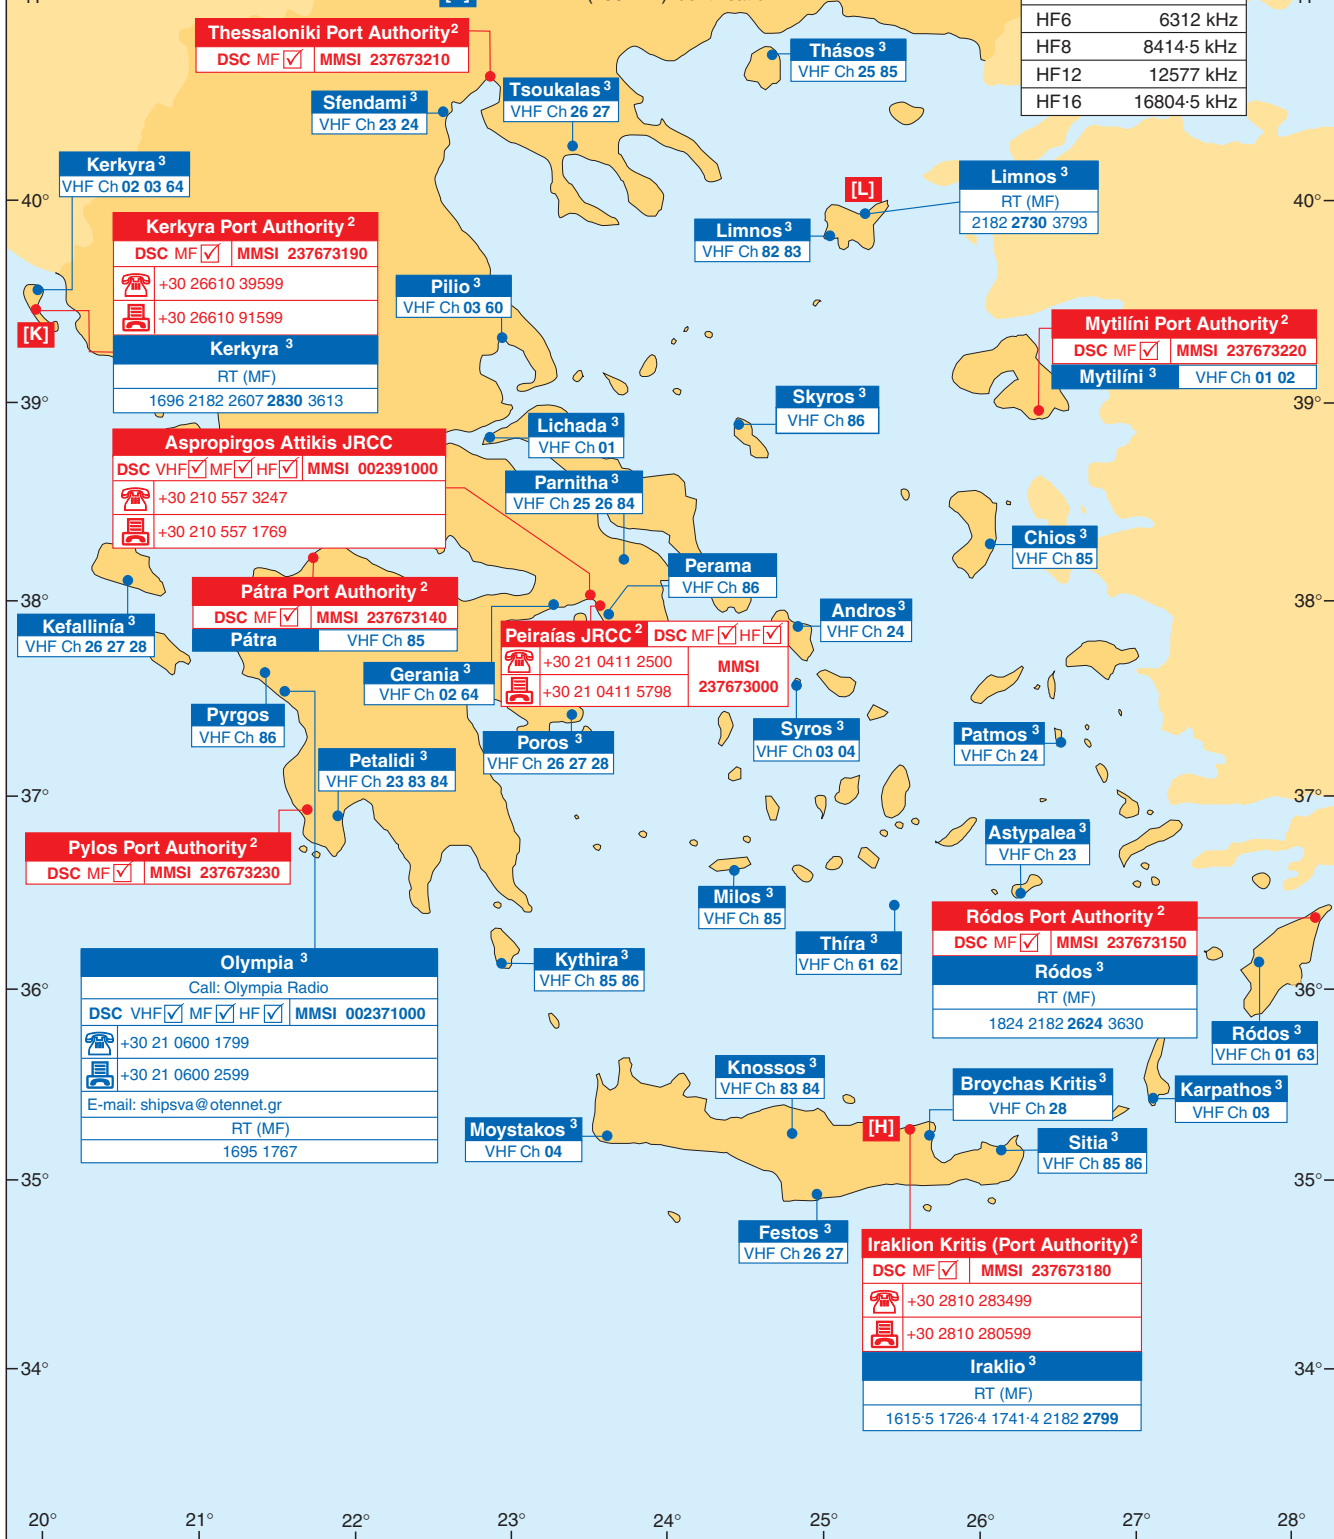 HF6 6312 kHz
HF8 8414·5 kHz
HF12 12577 kHz
HF16 16804·5 kHz
Thessaloniki Port Authority²
DSC MF ☑ MMSI 237673210
Thásos ³
VHF Ch 25 85
Sfendami ³
VHF Ch 23 24
Tsoukalas ³
VHF Ch 26 27
Kerkyra ³
VHF Ch 02 03 64
[L]
Limnos ³
RT (MF)
2182 2730 3793
40°
40°
Kerkyra Port Authority ²
DSC MF ☑ MMSI 237673190
+30 26610 39599
+30 26610 91599
Kerkyra ³
RT (MF)
1696 2182 2607 2830 3613
Limnos ³
VHF Ch 82 83
Pilio ³
VHF Ch 03 60
[K]
Mytilíni Port Authority ²
DSC MF ☑ MMSI 237673220
Mytilíni ³ VHF Ch 01 02
39°
39°
Skyros ³
VHF Ch 86
Lichada ³
VHF Ch 01
Aspropirgos Attikis JRCC
DSC VHF ☑ MF ☑ HF ☑ MMSI 002391000
+30 210 557 3247
+30 210 557 1769
Parnitha ³
VHF Ch 25 26 84
Chios ³
VHF Ch 85
Perama
VHF Ch 86
38°
38°
Pátra Port Authority ²
DSC MF ☑ MMSI 237673140
Pátra VHF Ch 85
Kefallinía ³
VHF Ch 26 27 28
Andros ³
VHF Ch 24
Peiraías JRCC ² DSC MF ☑ HF ☑
+30 21 0411 2500
+30 21 0411 5798
MMSI
237673000
Gerania ³
VHF Ch 02 64
Pyrgos
VHF Ch 86
Poros ³
VHF Ch 26 27 28
Syros ³
VHF Ch 03 04
Patmos ³
VHF Ch 24
Petalidi ³
VHF Ch 23 83 84
37°
37°
Pylos Port Authority ²
DSC MF ☑ MMSI 237673230
Astypalea ³
VHF Ch 23
Milos ³
VHF Ch 85
Ródos Port Authority ²
DSC MF ☑ MMSI 237673150
Ródos ³
RT (MF)
1824 2182 2624 3630
Thíra ³
VHF Ch 61 62
Kythira ³
VHF Ch 85 86
Olympia ³
Call: Olympia Radio
DSC VHF ☑ MF ☑ HF ☑ MMSI 002371000
+30 21 0600 1799
+30 21 0600 2599
E-mail: shipsva@otennet.gr
RT (MF)
1695 1767
36°
36°
Ródos ³
VHF Ch 01 63
Knossos ³
VHF Ch 83 84
Broychas Kritis ³
VHF Ch 28
Karpathos ³
VHF Ch 03
Moystakos ³
VHF Ch 04
[H]
Sitia ³
VHF Ch 85 86
35°
35°
Festos ³
VHF Ch 26 27
Iraklion Kritis (Port Authority) ²
DSC MF ☑ MMSI 237673180
+30 2810 283499
+30 2810 280599
Iraklio ³
RT (MF)
1615·5 1726·4 1741·4 2182 2799
34°
34°
20° 21° 22° 23° 24° 25° 26° 27° 28°